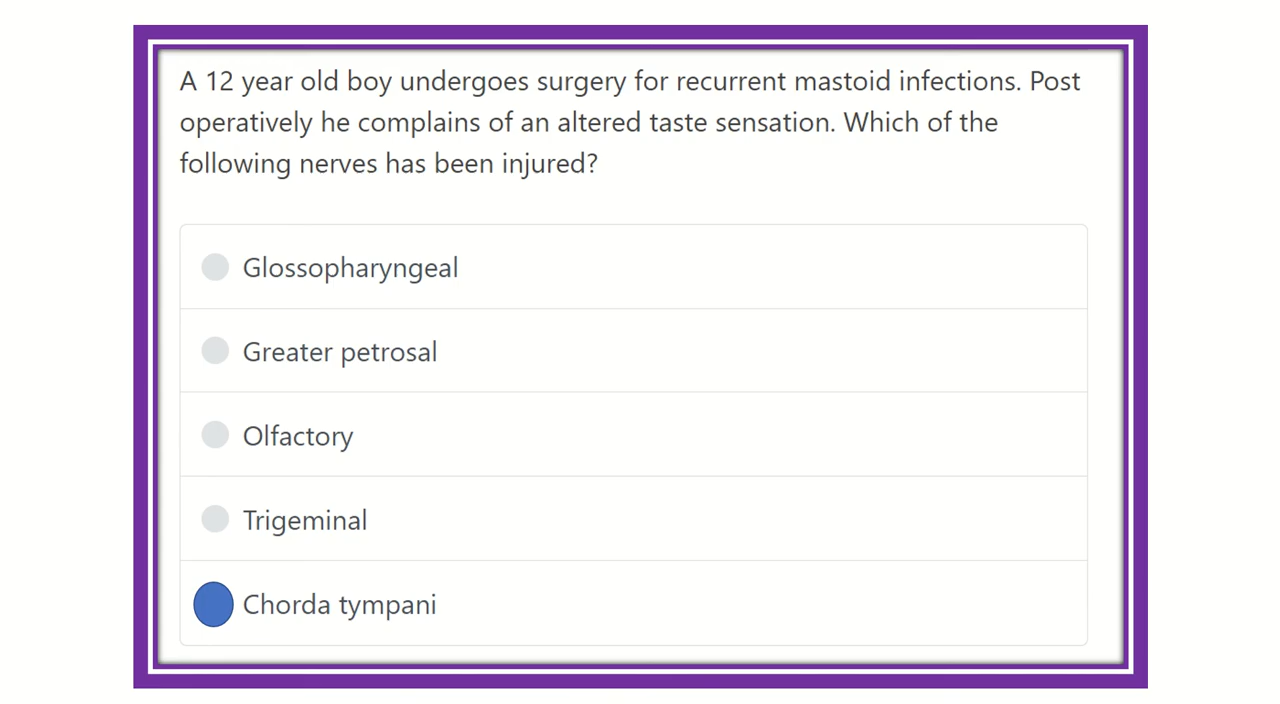 A 12 year old boy undergoes surgery for recurrent mastoid infections. Post
operatively he complains of an altered taste sensation. Which of the
following nerves has been injured?
Glossopharyngeal
Greater petrosal
Olfactory
Trigeminal
Chorda tympani